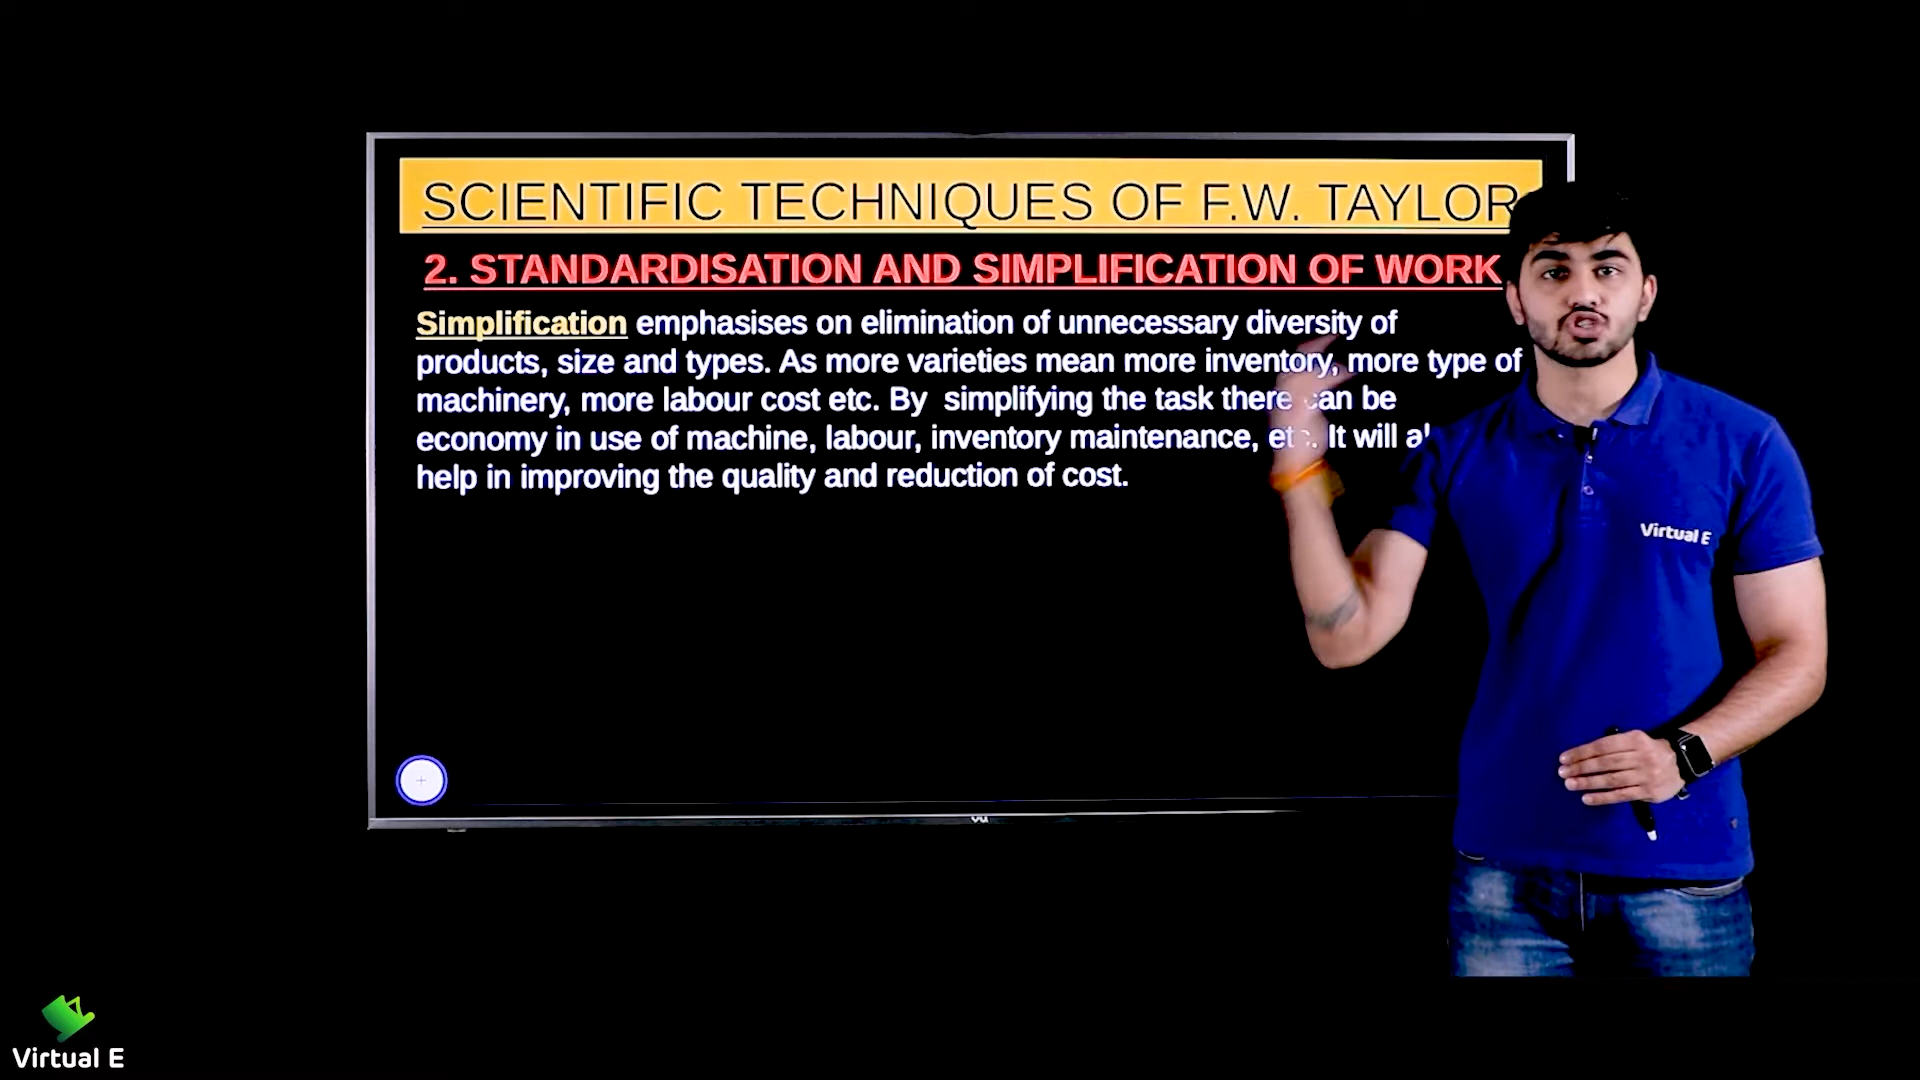 SCIENTIFIC TECHNIQUES OF F.W. TAYLOR
2. STANDARDISATION AND SIMPLIFICATION OF WORK
Simplification emphasises on elimination of unnecessary diversity of
products, size and types. As more varieties mean more inventory, more type of
machinery, more labour cost etc. By simplifying the task there can be
economy in use of machine, labour, inventory maintenance, etc. It will
help in improving the quality and reduction of cost.
Virtual E
Virtual E